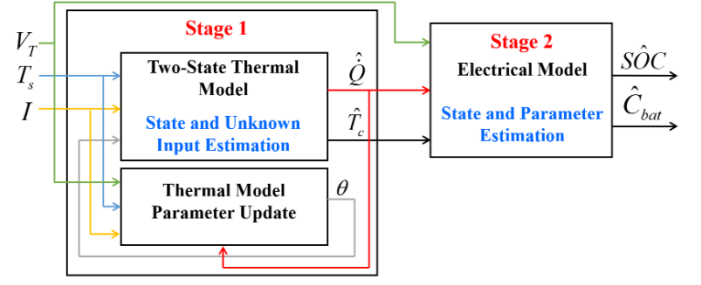 Stage 1
V_T
T_s
I
Two-State Thermal
Model
State and Unknown
Input Estimation
Q̇̂
T̂_c
Thermal Model
Parameter Update
θ
Stage 2
Electrical Model
State and Parameter
Estimation
SÔC
Ĉ_bat